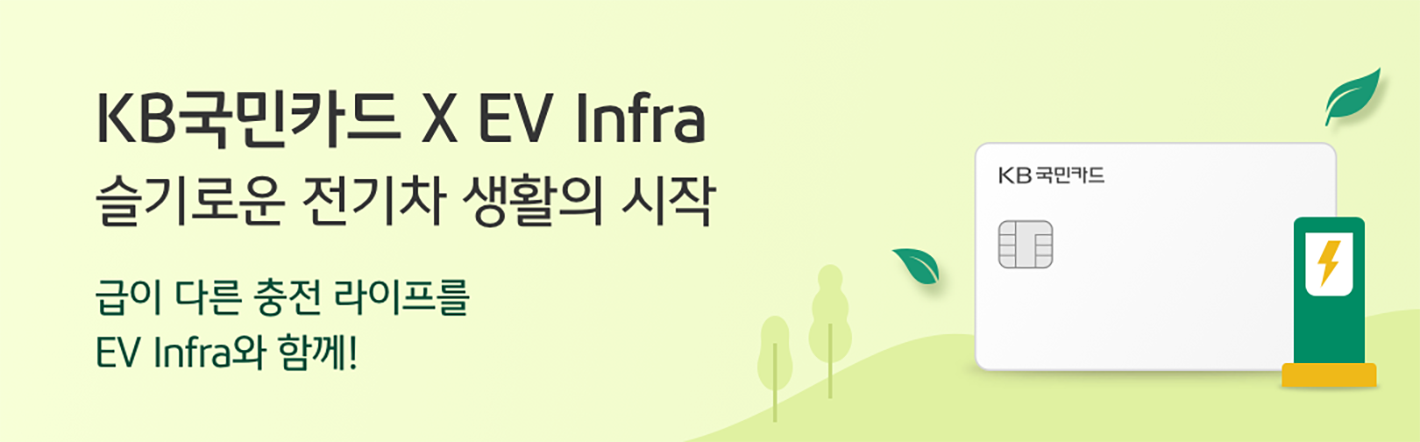 KB국민카드 X EV Infra
슬기로운 전기차 생활의 시작
급이 다른 충전 라이프를
EV Infra와 함께!
KB국민카드